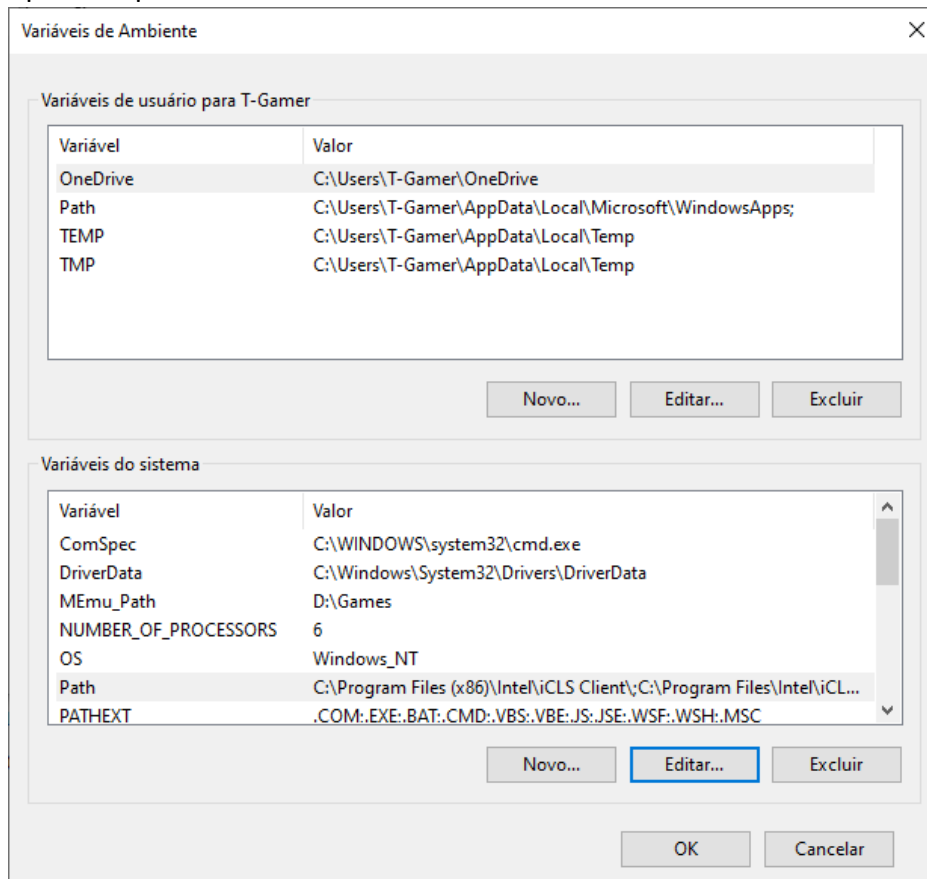 Variáveis de Ambiente
Variáveis de usuário para T-Gamer
Variável Valor
OneDrive C:\Users\T-Gamer\OneDrive
Path C:\Users\T-Gamer\AppData\Local\Microsoft\WindowsApps;
TEMP C:\Users\T-Gamer\AppData\Local\Temp
TMP C:\Users\T-Gamer\AppData\Local\Temp
Novo... Editar... Excluir
Variáveis do sistema
Variável Valor
ComSpec C:\WINDOWS\system32\cmd.exe
DriverData C:\Windows\System32\Drivers\DriverData
MEmu_Path D:\Games
NUMBER_OF_PROCESSORS 6
OS Windows_NT
Path C:\Program Files (x86)\Intel\iCLS Client\;C:\Program Files\Intel\iCL...
PATHEXT .COM;.EXE;.BAT;.CMD;.VBS;.VBE;.JS;.JSE;.WSF;.WSH;.MSC
Novo... Editar... Excluir
OK Cancelar